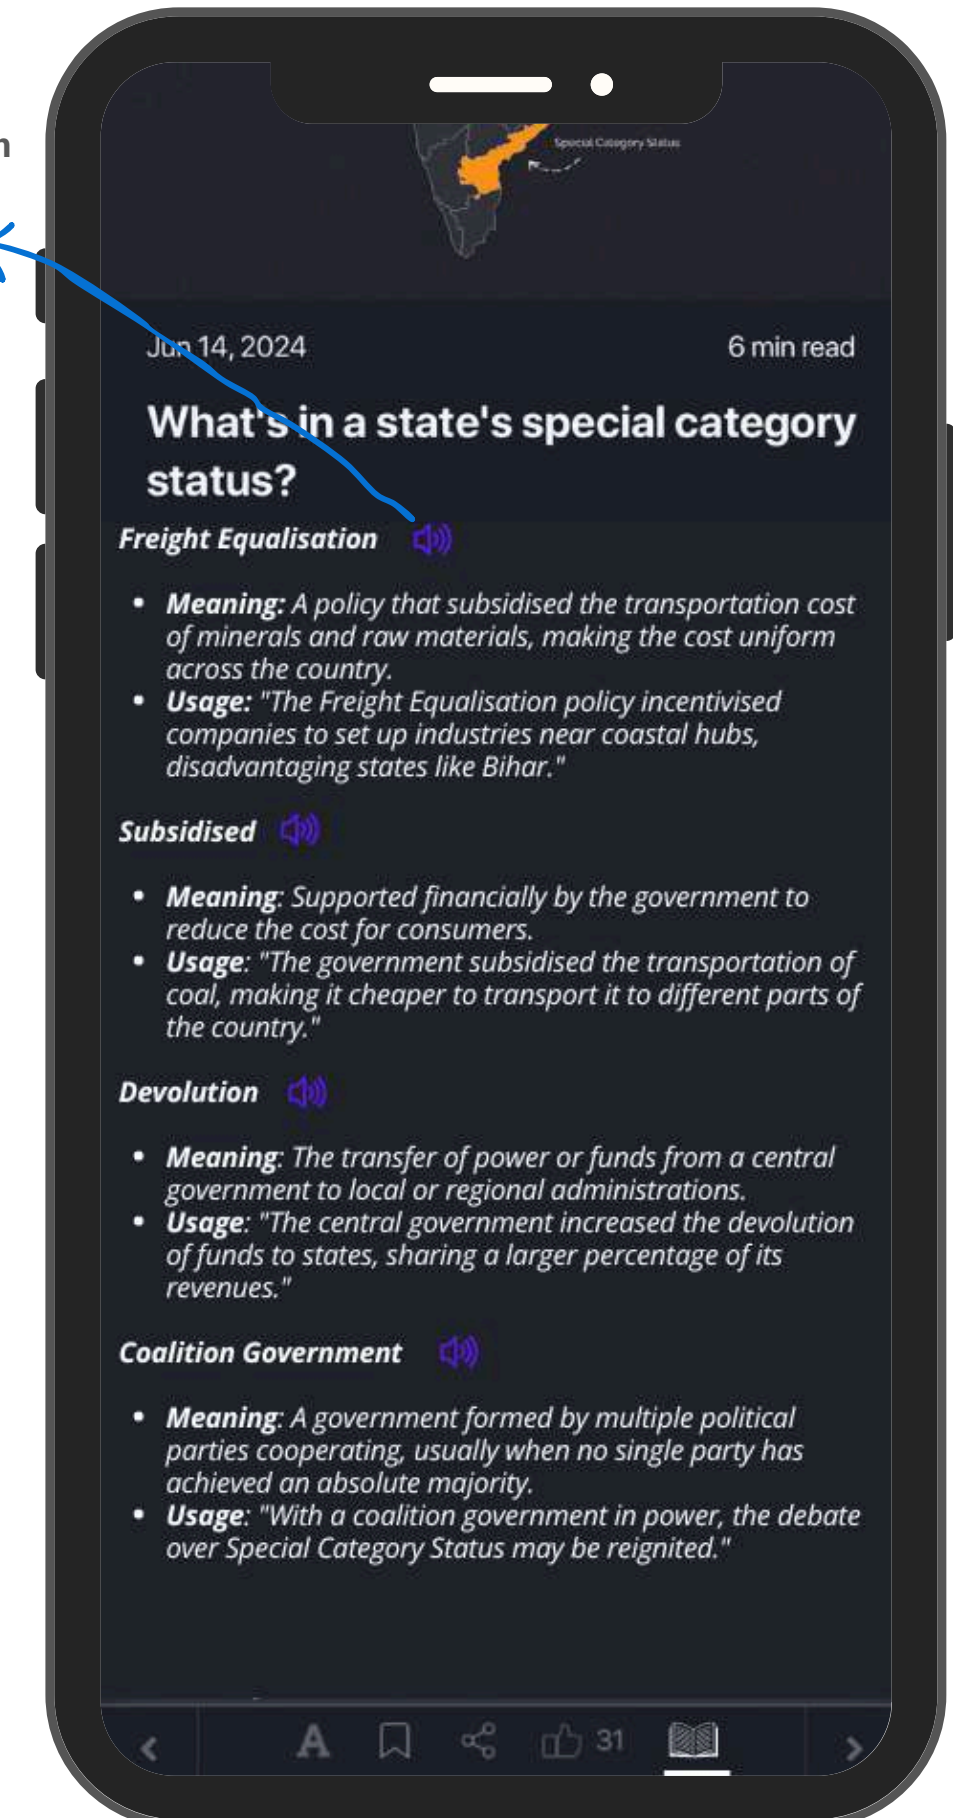 n
Special Category Status
Jun 14, 2024 6 min read
What's in a state's special category
status?
Freight Equalisation
• Meaning: A policy that subsidised the transportation cost
of minerals and raw materials, making the cost uniform
across the country.
• Usage: "The Freight Equalisation policy incentivised
companies to set up industries near coastal hubs,
disadvantaging states like Bihar."
Subsidised
• Meaning: Supported financially by the government to
reduce the cost for consumers.
• Usage: "The government subsidised the transportation of
coal, making it cheaper to transport it to different parts of
the country."
Devolution
• Meaning: The transfer of power or funds from a central
government to local or regional administrations.
• Usage: "The central government increased the devolution
of funds to states, sharing a larger percentage of its
revenues."
Coalition Government
• Meaning: A government formed by multiple political
parties cooperating, usually when no single party has
achieved an absolute majority.
• Usage: "With a coalition government in power, the debate
over Special Category Status may be reignited."
A 31